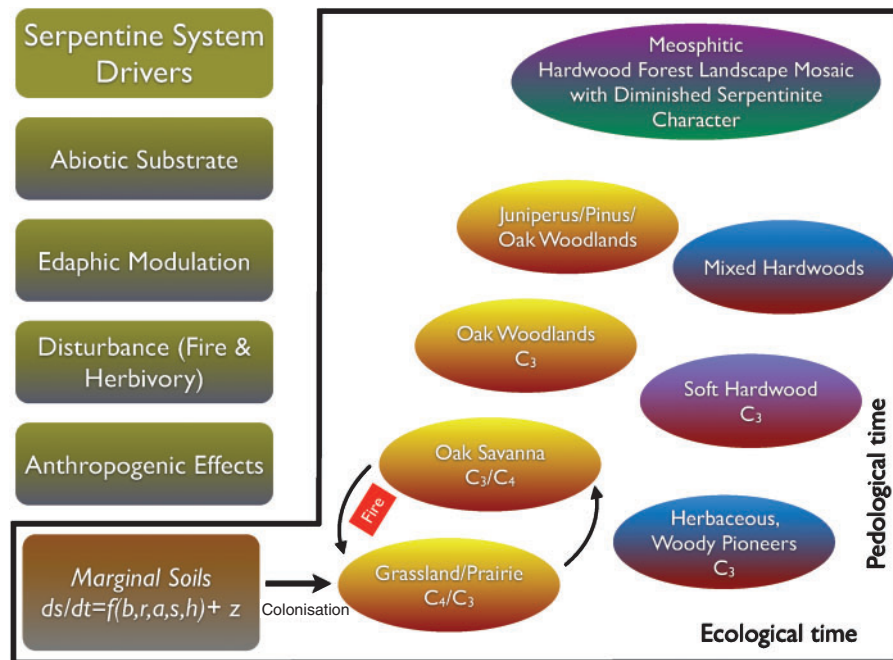 Serpentine System
Drivers
Abiotic Substrate
Edaphic Modulation
Disturbance (Fire &
Herbivory)
Anthropogenic Effects
Marginal Soils
ds/dt=f(b,r,a,s,h)+ z
Colonisation
Meosphitic
Hardwood Forest Landscape Mosaic
with Diminished Serpentinite
Character
Juniperus/Pinus/
Oak Woodlands
Mixed Hardwoods
Oak Woodlands
C₃
Soft Hardwood
C₃
Oak Savanna
C₃/C₄
Fire
Herbaceous,
Woody Pioneers
C₃
Grassland/Prairie
C₄/C₃
Pedological time
Ecological time